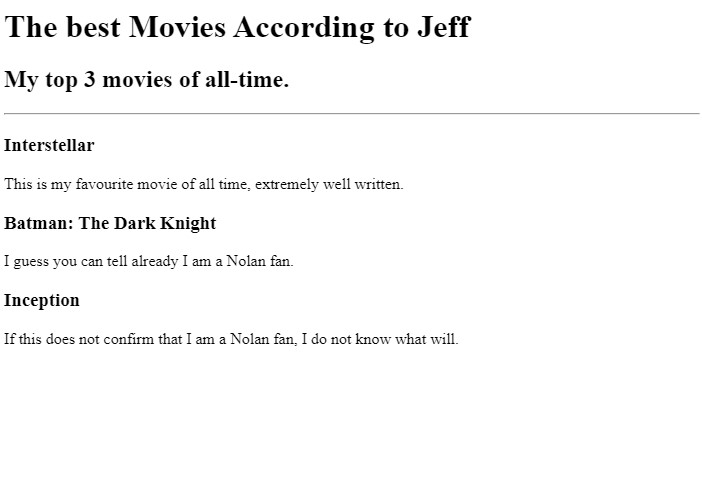 The best Movies According to Jeff
My top 3 movies of all-time.
Interstellar
This is my favourite movie of all time, extremely well written.
Batman: The Dark Knight
I guess you can tell already I am a Nolan fan.
Inception
If this does not confirm that I am a Nolan fan, I do not know what will.